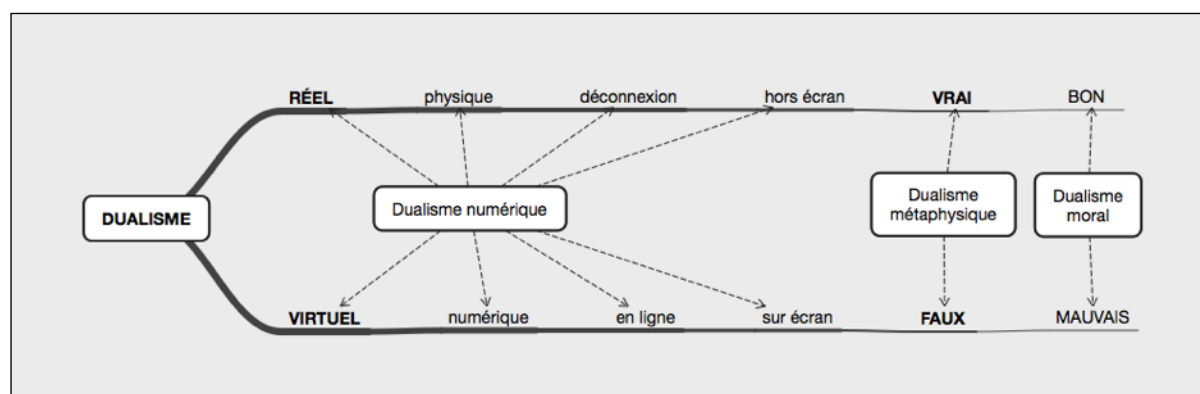 RÉEL physique déconnexion hors écran VRAI BON
DUALISME
Dualisme numérique
Dualisme
métaphysique
Dualisme
moral
VIRTUEL numérique en ligne sur écran FAUX MAUVAIS